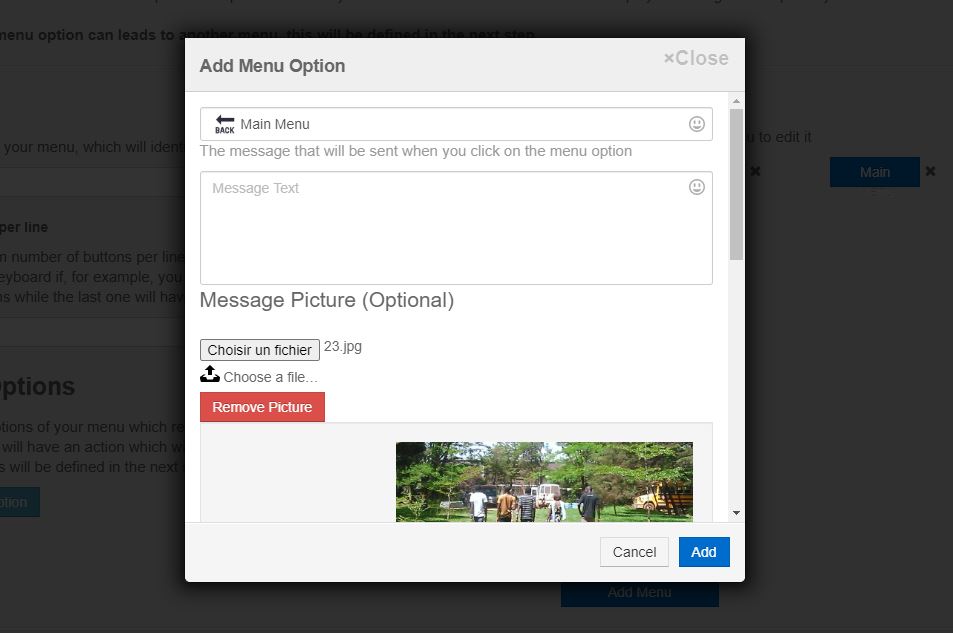 menu option can leads to another menu, this will be defined in the next step
Add Menu Option
×Close
BACK Main Menu
The message that will be sent when you click on the menu option
Message Text
Message Picture (Optional)
Choisir un fichier 23.jpg
Choose a file...
Remove Picture
Cancel
Add
your menu, which will ident
u to edit it
Main
per line
m number of buttons per line
eyboard if, for example, you
s while the last one will hav
ptions
otions of your menu which re
will have an action which w
s will be defined in the next
tion
Add Menu